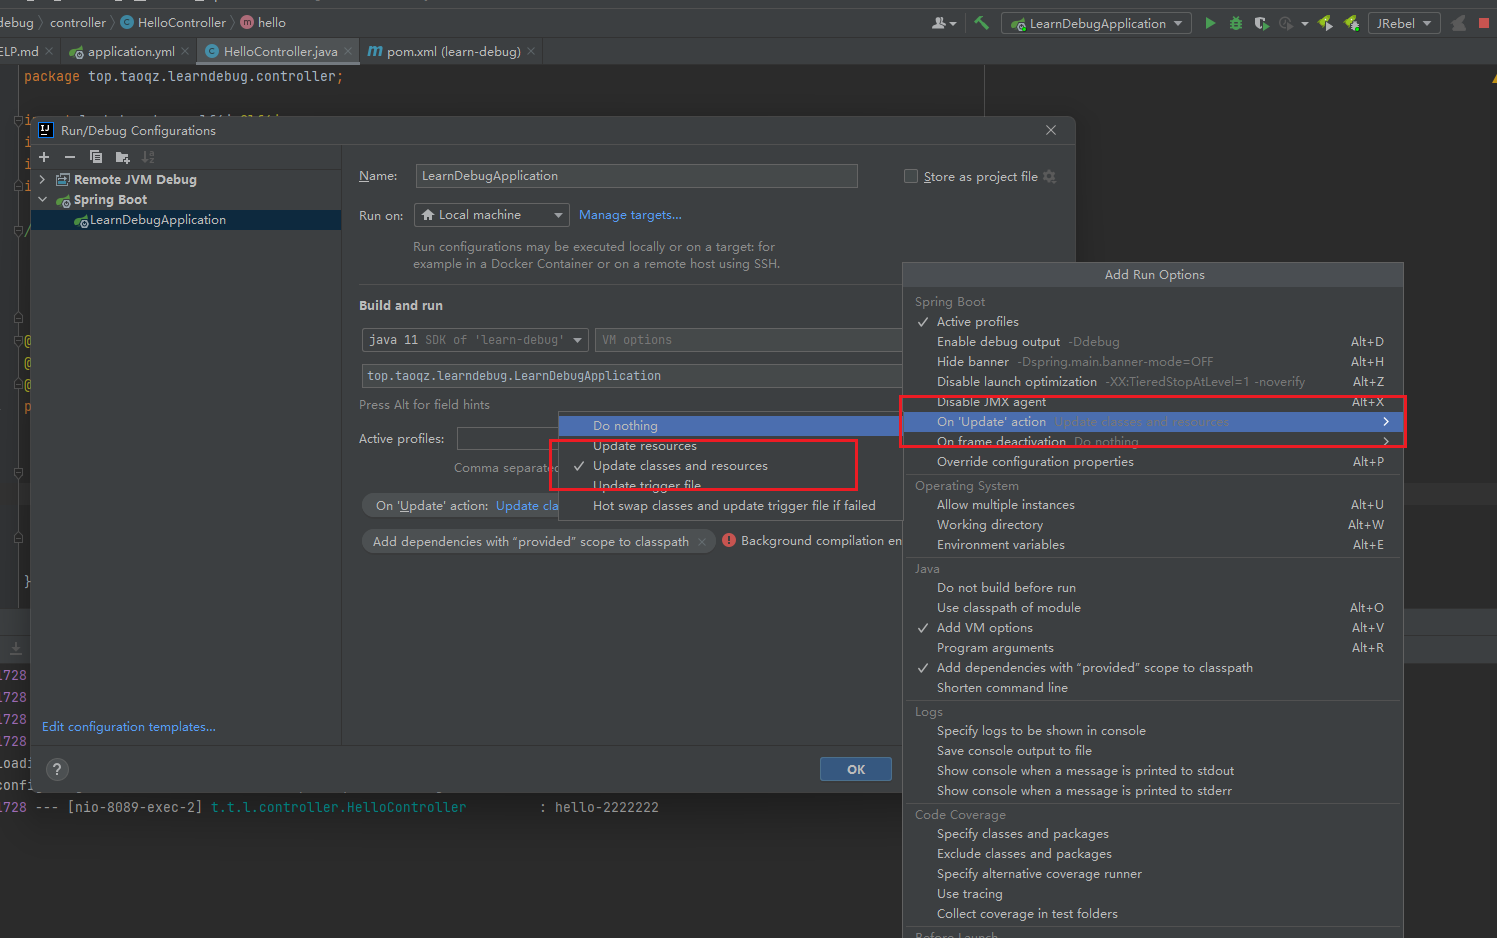 debug
controller
HelloController
hello
LearnDebugApplication
JRebel
ELP.md
application.yml
HelloController.java
pom.xml (learn-debug)
package top.taoqz.learndebug.controller;
Run/Debug Configurations
Remote JVM Debug
Spring Boot
LearnDebugApplication
Name:
LearnDebugApplication
Store as project file
Run on:
Local machine
Manage targets...
Run configurations may be executed locally or on a target: for
example in a Docker Container or on a remote host using SSH.
Build and run
java 11 SDK of 'learn-debug'
VM options
top.taoqz.learndebug.LearnDebugApplication
Press Alt for field hints
Active profiles:
Comma separated
On 'Update' action: Update cla
Add dependencies with “provided” scope to classpath
Background compilation en
Do nothing
Update resources
Update classes and resources
Update trigger file
Hot swap classes and update trigger file if failed
Edit configuration templates...
?
OK
Add Run Options
Spring Boot
Active profiles
Enable debug output -Ddebug Alt+D
Hide banner -Dspring.main.banner-mode=OFF Alt+H
Disable launch optimization -XX:TieredStopAtLevel=1 -noverify Alt+Z
Disable JMX agent Alt+X
On 'Update' action Update classes and resources
On frame deactivation Do nothing
Override configuration properties Alt+P
Operating System
Allow multiple instances Alt+U
Working directory Alt+W
Environment variables Alt+E
Java
Do not build before run
Use classpath of module Alt+O
Add VM options Alt+V
Program arguments Alt+R
Add dependencies with “provided” scope to classpath
Shorten command line
Logs
Specify logs to be shown in console
Save console output to file
Show console when a message is printed to stdout
Show console when a message is printed to stderr
Code Coverage
Specify classes and packages
Exclude classes and packages
Specify alternative coverage runner
Use tracing
Collect coverage in test folders
Before Launch
}
1728
1728
1728
1728
loadi
conf
1728 --- [nio-8089-exec-2] t.t.l.controller.HelloController : hello-2222222